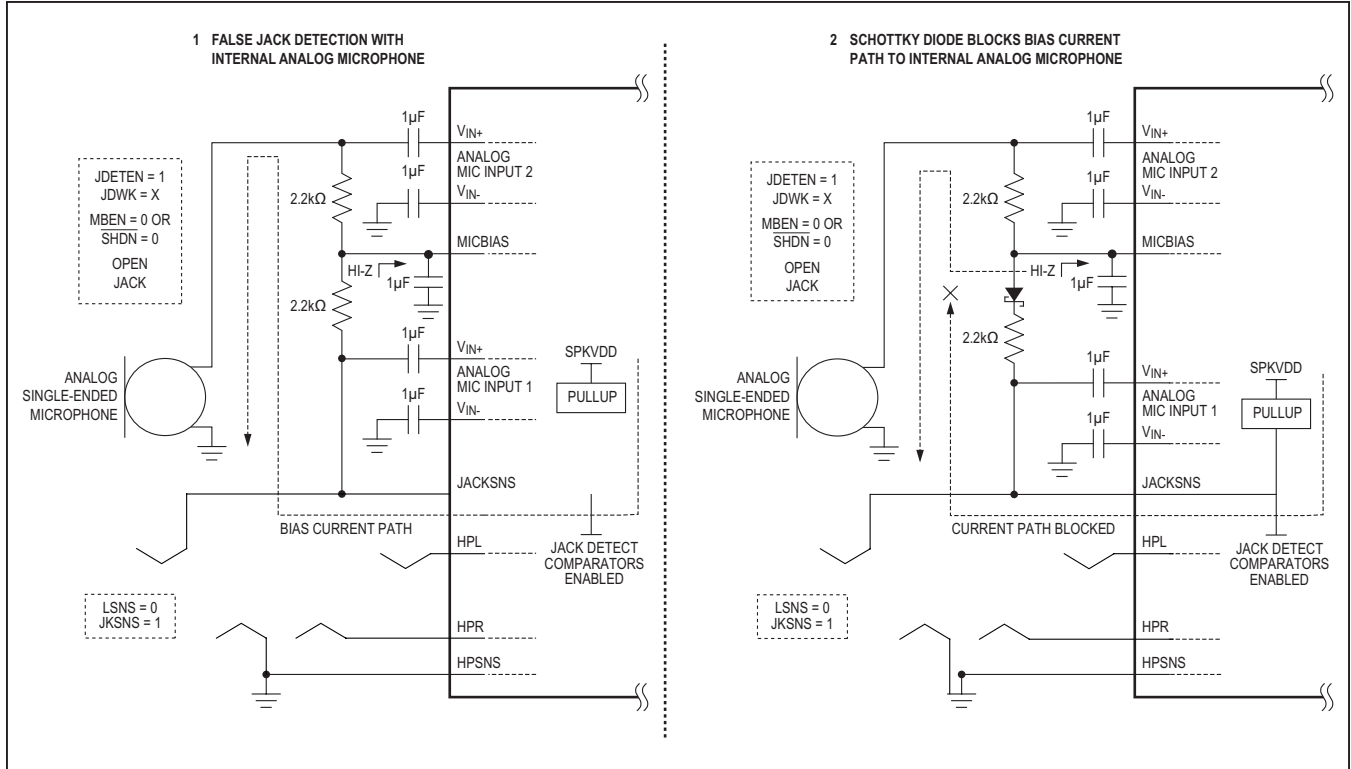 1 FALSE JACK DETECTION WITH
INTERNAL ANALOG MICROPHONE
JDETEN = 1
JDWK = X
MBEN = 0 OR
SHDN = 0
OPEN
JACK
1µF
VIN+
ANALOG
MIC INPUT 2
1µF
VIN-
2.2kΩ
MICBIAS
HI-Z
1µF
2.2kΩ
1µF
VIN+
ANALOG
MIC INPUT 1
1µF
VIN-
SPKVDD
PULLUP
ANALOG
SINGLE-ENDED
MICROPHONE
JACKSNS
BIAS CURRENT PATH
HPL
JACK DETECT
COMPARATORS
ENABLED
LSNS = 0
JKSNS = 1
HPR
HPSNS
2 SCHOTTKY DIODE BLOCKS BIAS CURRENT
PATH TO INTERNAL ANALOG MICROPHONE
JDETEN = 1
JDWK = X
MBEN = 0 OR
SHDN = 0
OPEN
JACK
1µF
VIN+
ANALOG
MIC INPUT 2
1µF
VIN-
2.2kΩ
MICBIAS
HI-Z
1µF
2.2kΩ
1µF
VIN+
ANALOG
MIC INPUT 1
1µF
VIN-
SPKVDD
PULLUP
ANALOG
SINGLE-ENDED
MICROPHONE
JACKSNS
CURRENT PATH BLOCKED
HPL
JACK DETECT
COMPARATORS
ENABLED
LSNS = 0
JKSNS = 1
HPR
HPSNS